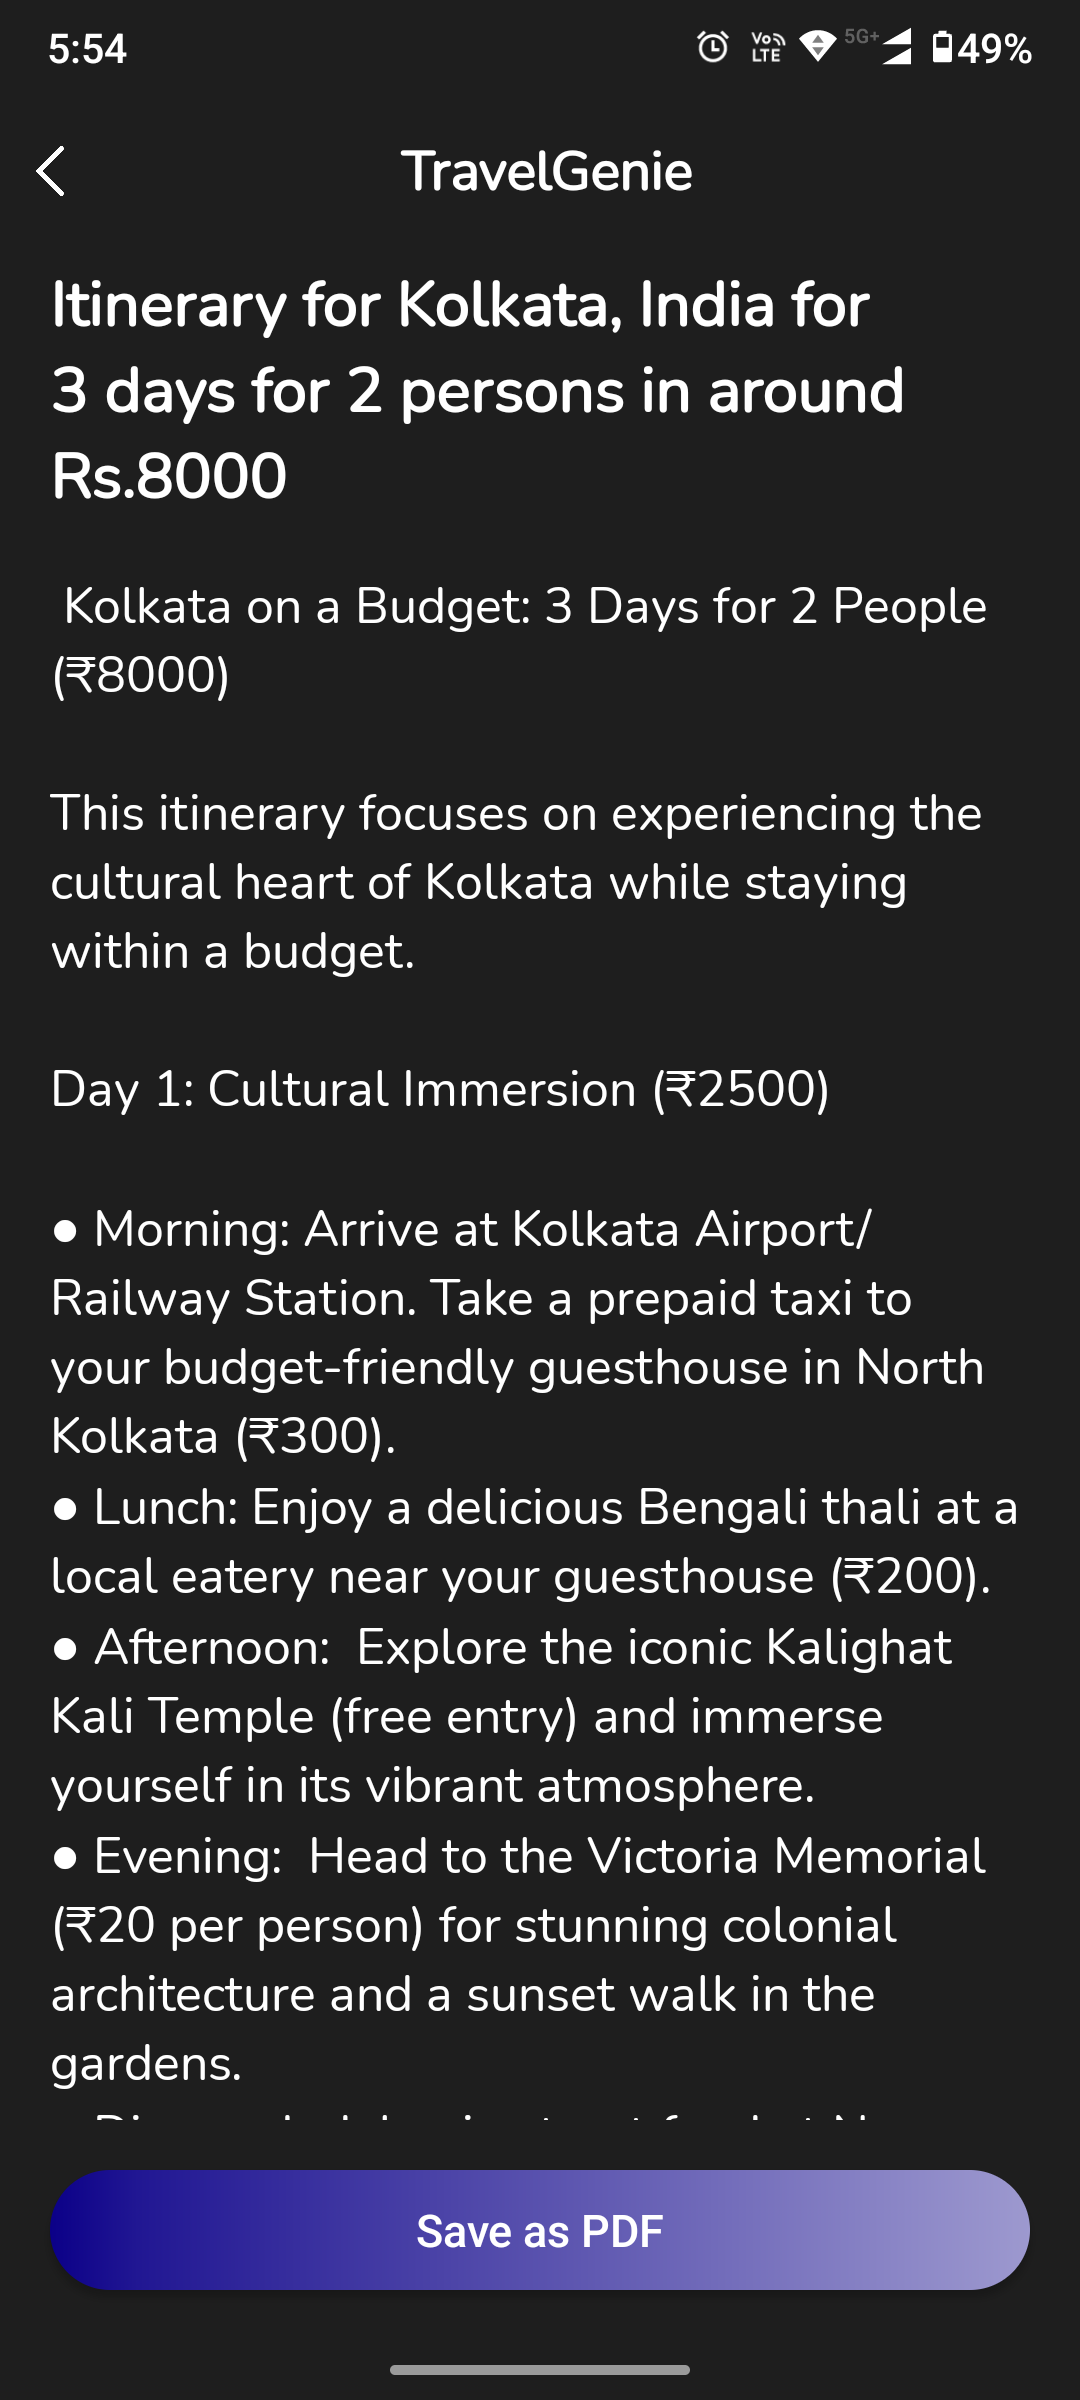 5:54
Vo LTE
5G+
49%
TravelGenie
Itinerary for Kolkata, India for
3 days for 2 persons in around
Rs.8000
Kolkata on a Budget: 3 Days for 2 People
(₹8000)
This itinerary focuses on experiencing the
cultural heart of Kolkata while staying
within a budget.
Day 1: Cultural Immersion (₹2500)
● Morning: Arrive at Kolkata Airport/
Railway Station. Take a prepaid taxi to
your budget-friendly guesthouse in North
Kolkata (₹300).
● Lunch: Enjoy a delicious Bengali thali at a
local eatery near your guesthouse (₹200).
● Afternoon:  Explore the iconic Kalighat
Kali Temple (free entry) and immerse
yourself in its vibrant atmosphere.
● Evening:  Head to the Victoria Memorial
(₹20 per person) for stunning colonial
architecture and a sunset walk in the
gardens.
Save as PDF